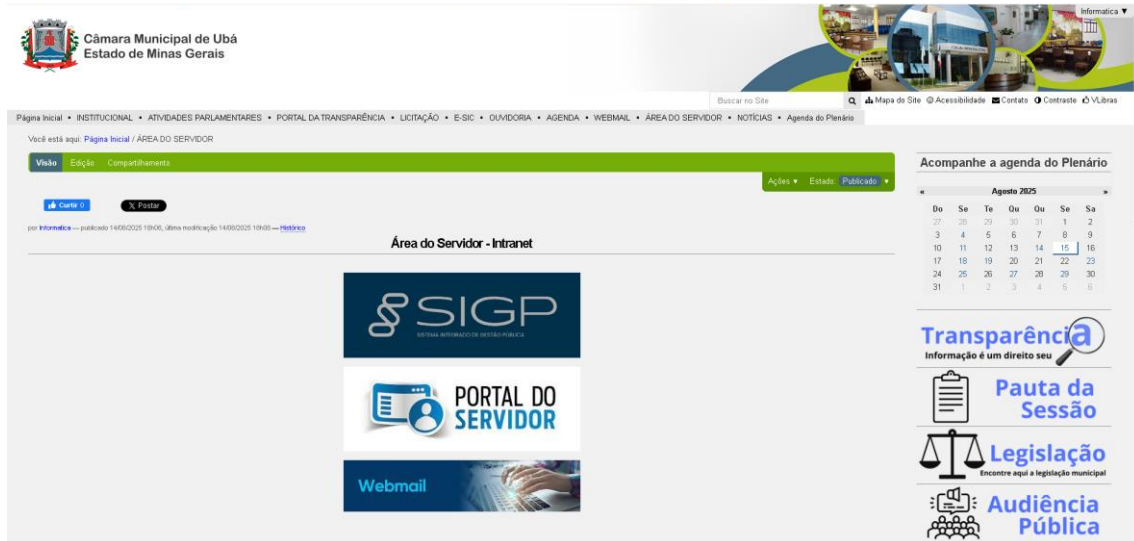 Informatica ▼
Câmara Municipal de Ubá
Estado de Minas Gerais
Buscar no Site
Mapa do Site Acessibilidade Contato Contraste VLibras
Página Inicial • INSTITUCIONAL • ATIVIDADES PARLAMENTARES • PORTAL DA TRANSPARÊNCIA • LICITAÇÃO • E-SIC • OUVIDORIA • AGENDA • WEBMAIL • ÁREA DO SERVIDOR • NOTÍCIAS • Agenda do Plenário
Você está aqui: Página Inicial / ÁREA DO SERVIDOR
Visão Edição Compartilhamento
Ações ▼ Estado: Publicado ▼
Curtir 0 X Postar
por Informatica — publicado 14/08/2025 16h08, última modificação 14/08/2025 16h08 — Histórico
Área do Servidor - Intranet
SIGP
SISTEMA INTEGRADO DE GESTÃO PÚBLICA
PORTAL DO
SERVIDOR
Webmail
Acompanhe a agenda do Plenário
« Agosto 2025 »
Do Se Te Qu Qu Se Sa
27 28 29 30 31 1 2
3 4 5 6 7 8 9
10 11 12 13 14 15 16
17 18 19 20 21 22 23
24 25 26 27 28 29 30
31 1 2 3 4 5 6
Transparência
Informação é um direito seu
Pauta da
Sessão
Legislação
Encontre aqui a legislação municipal
Audiência
Pública